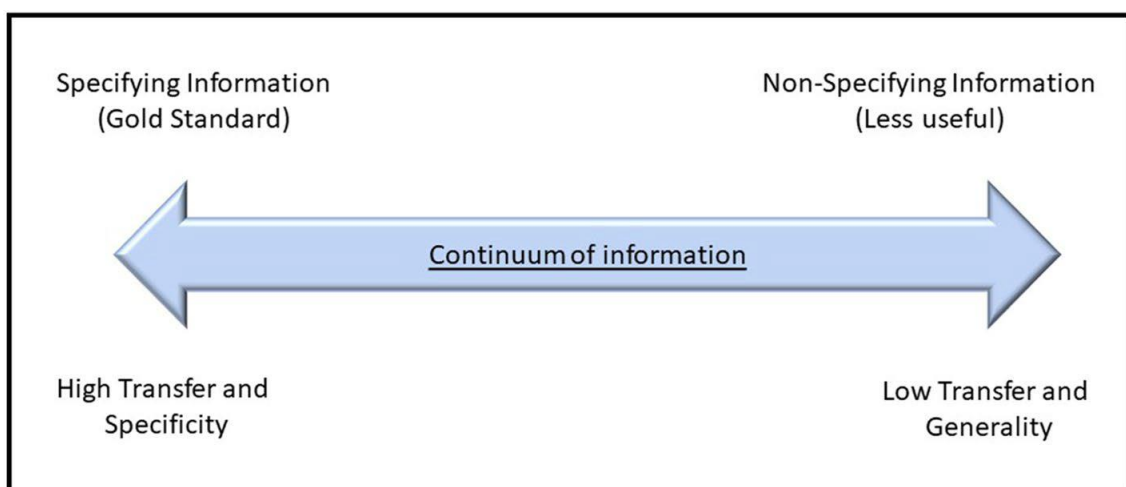 Specifying Information
(Gold Standard)
Non-Specifying Information
(Less useful)
Continuum of information
High Transfer and
Specificity
Low Transfer and
Generality